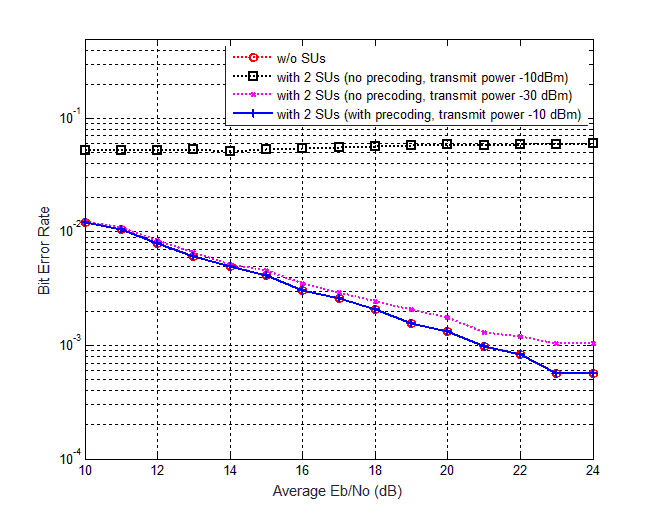 w/o SUs
with 2 SUs (no precoding, transmit power -10dBm)
with 2 SUs (no precoding, transmit power -30 dBm)
with 2 SUs (with precoding, transmit power -10 dBm)
10^-1
10^-2
10^-3
10^-4
Bit Error Rate
10 12 14 16 18 20 22 24
Average Eb/No (dB)